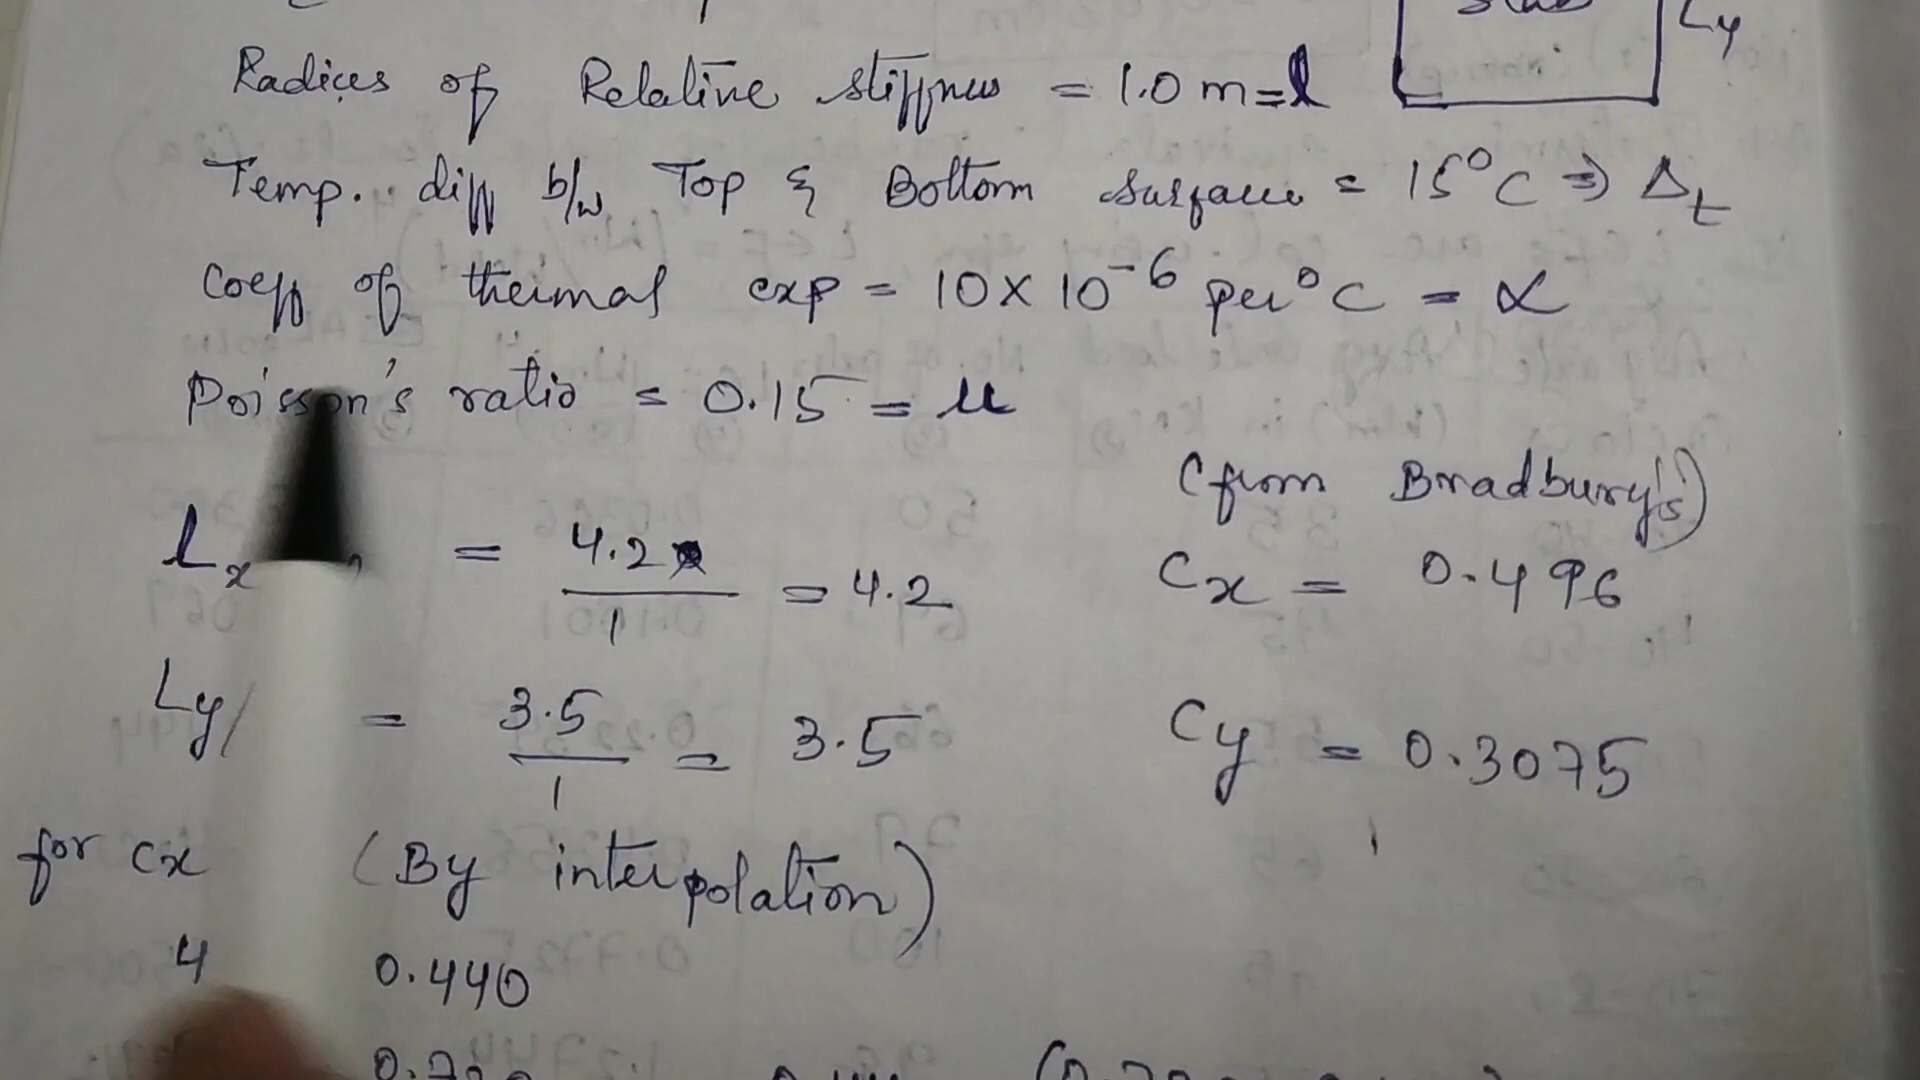 Ly
Radices of Relative stiffness = 1.0 m = l
Temp. diff b/w Top & Bottom surface = 15°C ⇒ Δt
Coeff of thermal exp = 10 x 10⁻⁶ per °C = α
Poisson's ratio = 0.15 = μ
(from Bradbury's)
Lx = 4.2 / 1 = 4.2 Cx = 0.496
Ly/ = 3.5 / 1 = 3.5 Cy = 0.3075
for Cx (By interpolation)
4 0.440